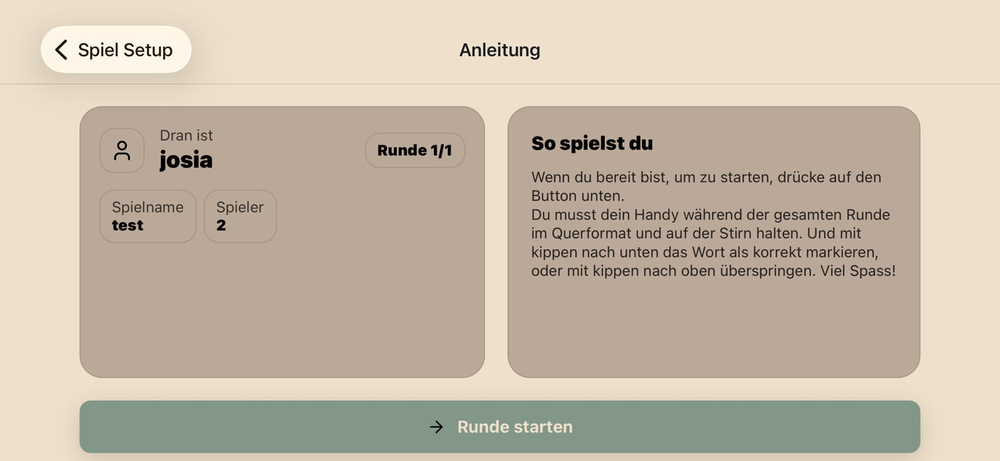 Spiel Setup
Anleitung
Dran ist
josia
Runde 1/1
Spielname
test
Spieler
2
So spielst du
Wenn du bereit bist, um zu starten, drücke auf den
Button unten.
Du musst dein Handy während der gesamten Runde
im Querformat und auf der Stirn halten. Und mit
kippen nach unten das Wort als korrekt markieren,
oder mit kippen nach oben überspringen. Viel Spass!
Runde starten